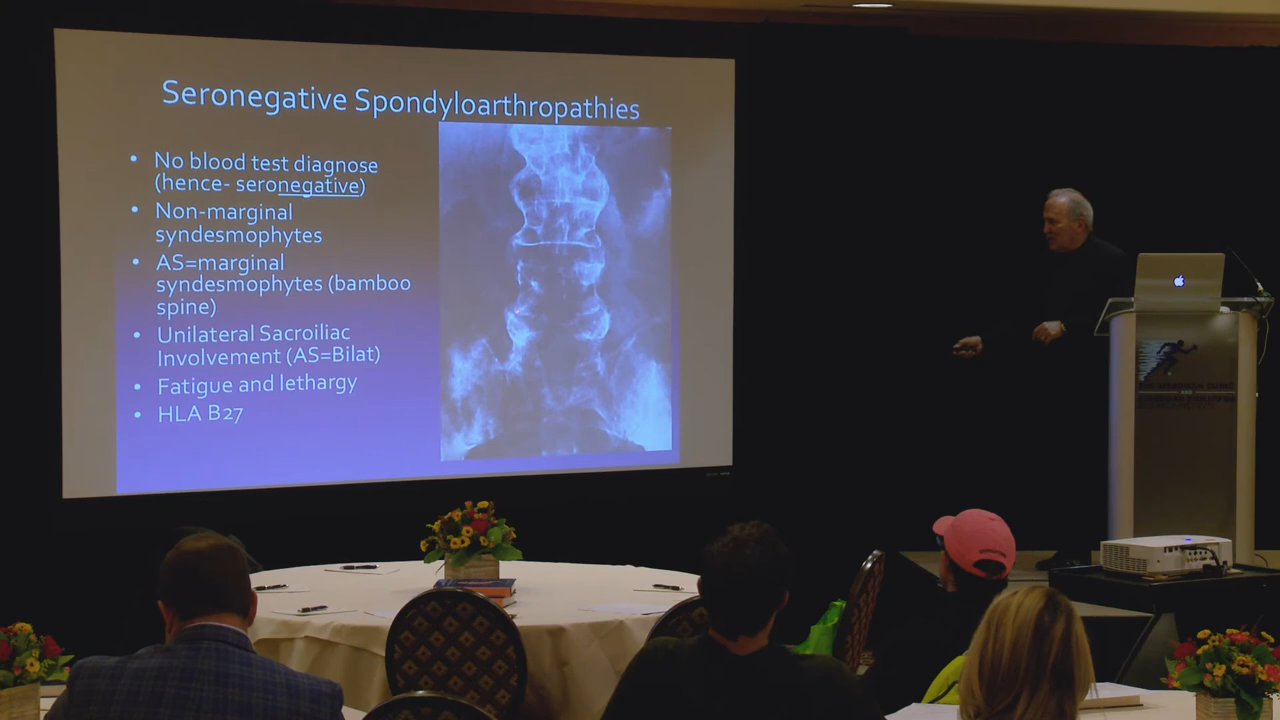 Seronegative Spondyloarthropathies
• No blood test diagnose
(hence- seronegative)
• Non-marginal
syndesmophytes
• AS=marginal
syndesmophytes (bamboo
spine)
• Unilateral Sacroiliac
Involvement (AS=Bilat)
• Fatigue and lethargy
• HLA B27